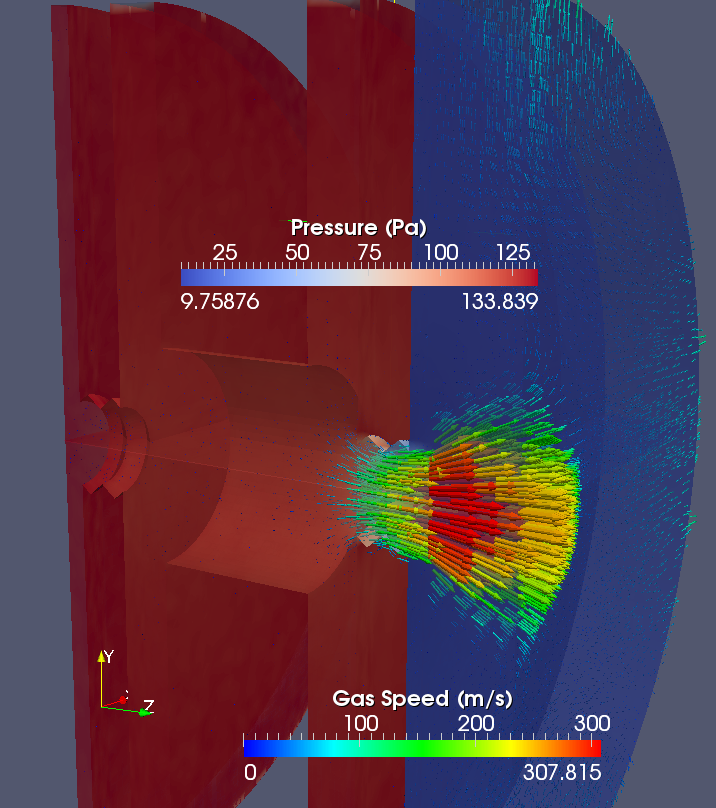 Pressure (Pa)
25 50 75 100 125
9.75876 133.839
Y
Z
Gas Speed (m/s)
100 200 300
0 307.815